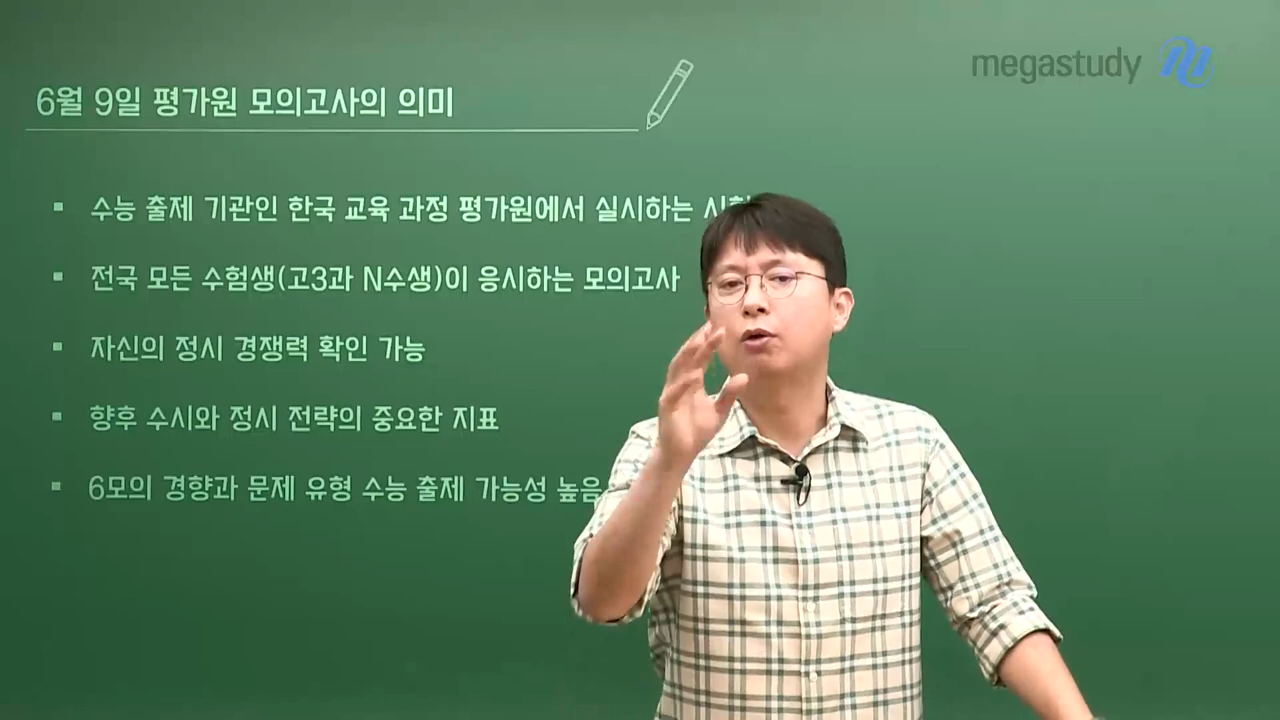 megastudy
6월 9일 평가원 모의고사의 의미
수능 출제 기관인 한국 교육 과정 평가원에서 실시하는
전국 모든 수험생(고3과 N수생)이 응시하는 모의고사
자신의 정시 경쟁력 확인 가능
향후 수시와 정시 전략의 중요한 지표
6모의 경향과 문제 유형 수능 출제 가능성 높음